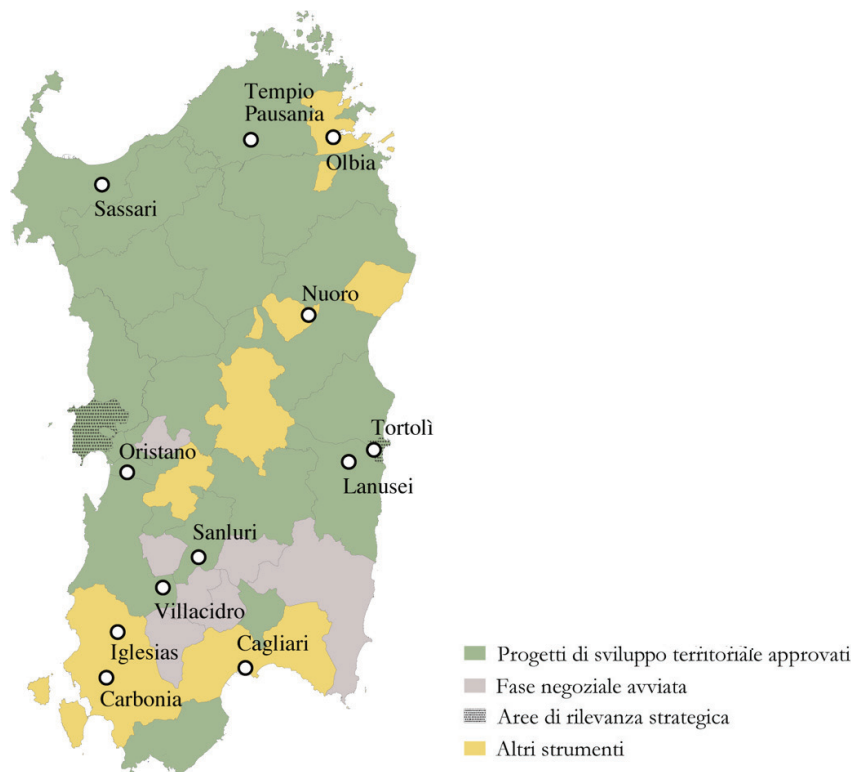 Tempio
Pausania
Olbia
Sassari
Nuoro
Tortolì
Oristano
Lanusei
Sanluri
Villacidro
Iglesias
Cagliari
Carbonia
Progetti di sviluppo territoriale approvati
Fase negoziale avviata
Aree di rilevanza strategica
Altri strumenti